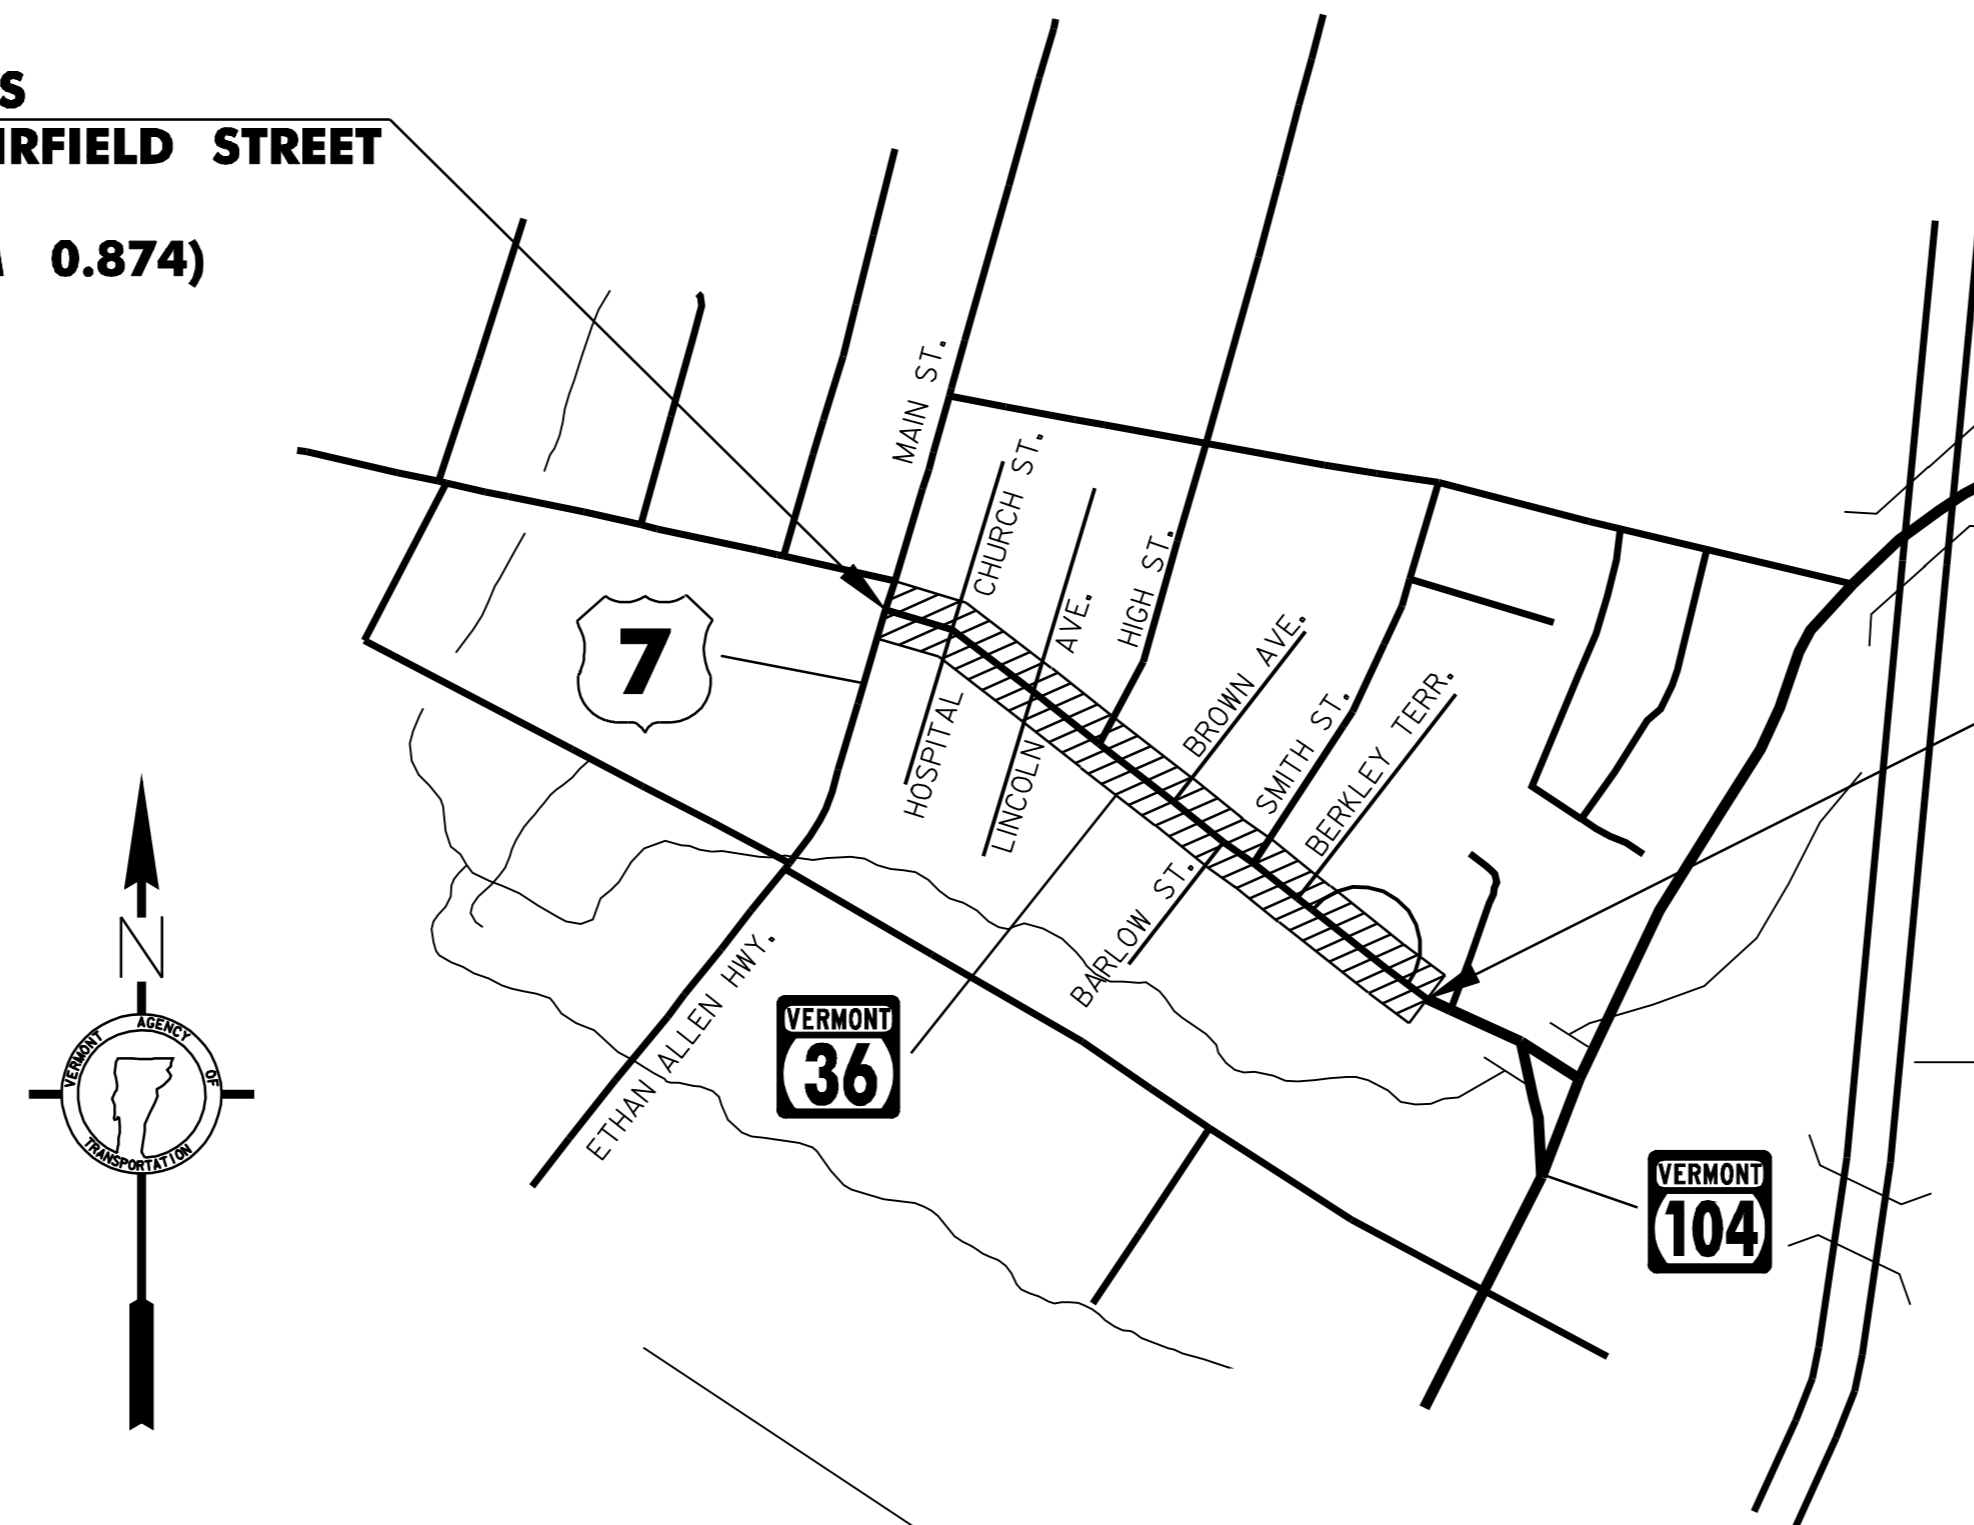 S
IRFIELD STREET
0.874)
MAIN ST.
CHURCH ST.
HIGH ST.
AVE.
LINCOLN
HOSPITAL
BROWN AVE.
SMITH ST.
BERKLEY TERR.
BARLOW ST.
7
ETHAN ALLEN HWY.
VERMONT
36
VERMONT
104
N
VERMONT AGENCY OF
TRANSPORTATION